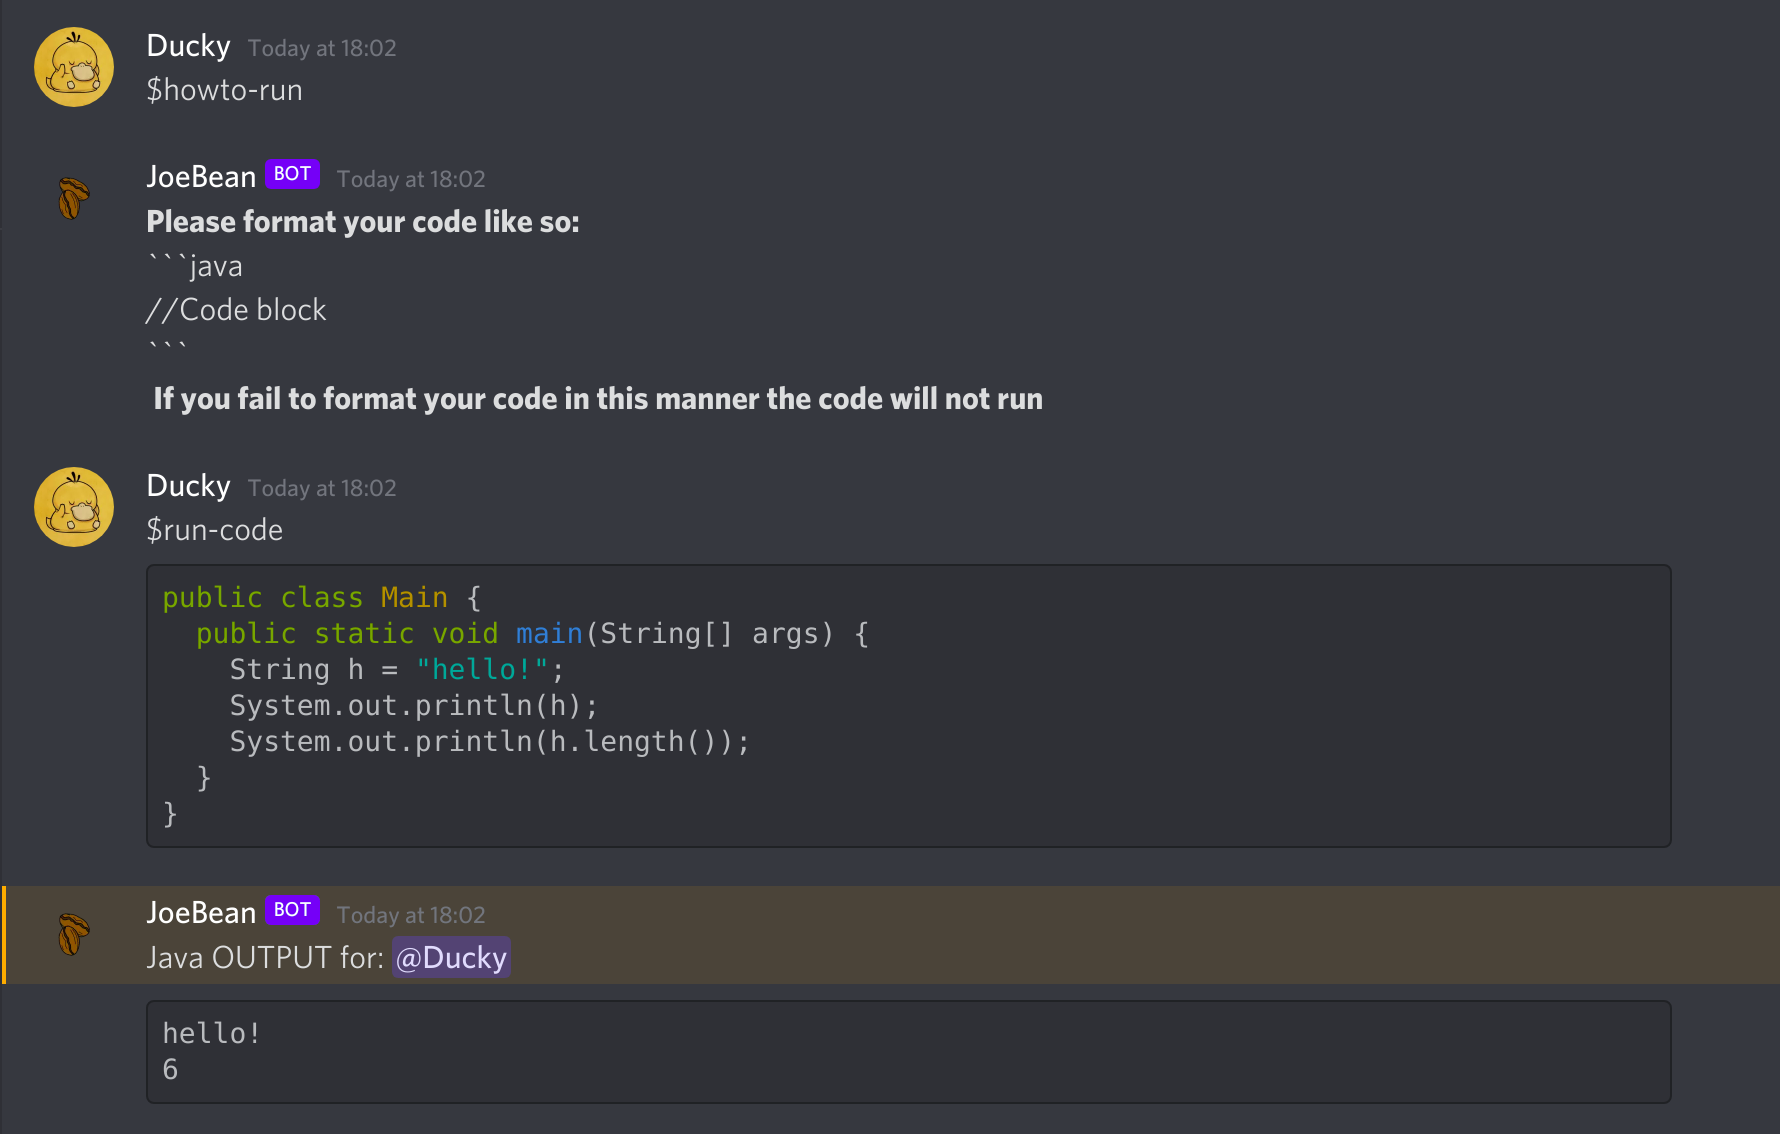 Ducky Today at 18:02
$howto-run
JoeBean BOT Today at 18:02
Please format your code like so:
```java
//Code block
```
If you fail to format your code in this manner the code will not run
Ducky Today at 18:02
$run-code
public class Main {
  public static void main(String[] args) {
    String h = "hello!";
    System.out.println(h);
    System.out.println(h.length());
  }
}
JoeBean BOT Today at 18:02
Java OUTPUT for: @Ducky
hello!
6